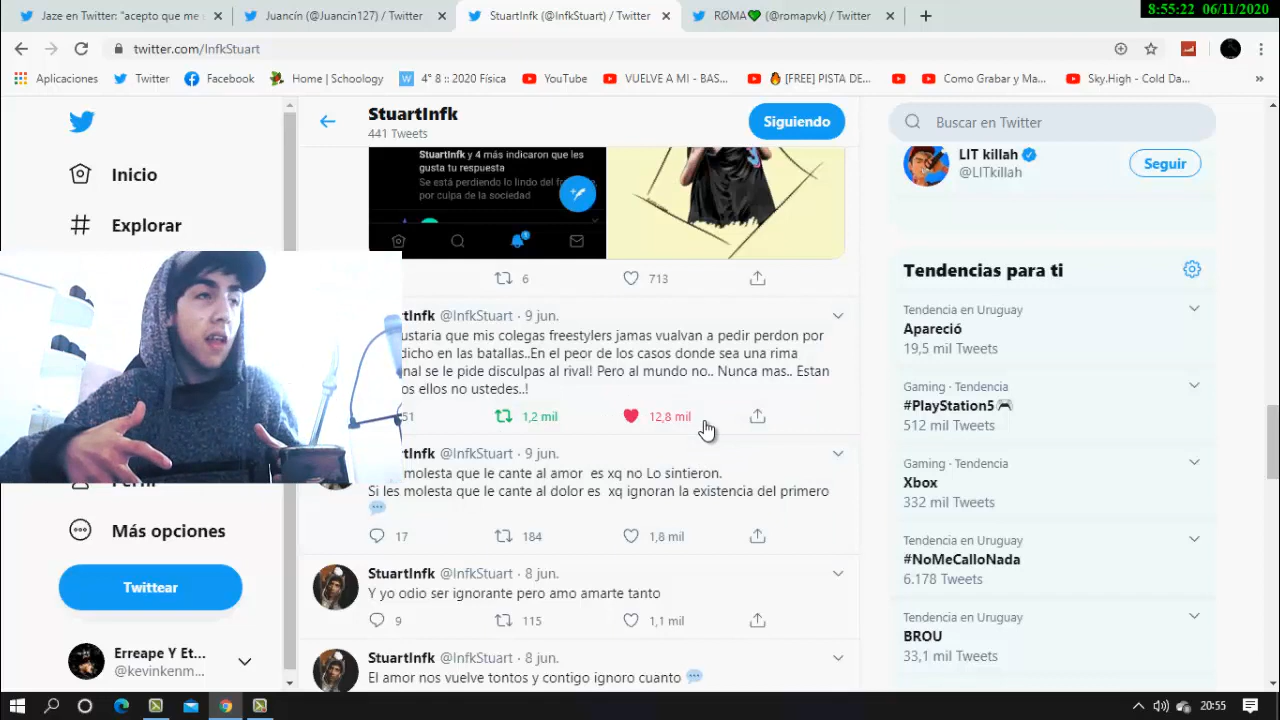 Jaze en Twitter: "acepto que me s
Juancín (@Juancin127) / Twitter
StuartInfk (@InfkStuart) / Twitter
RØMA💚 (@romapvk) / Twitter
8:55:22 06/11/2020
twitter.com/InfkStuart
Aplicaciones
Twitter
Facebook
Home | Schoology
4° 8 :: 2020 Física
YouTube
VUELVE A MI - BAS...
🔥 [FREE] PISTA DE...
Como Grabar y Ma...
Sky.High - Cold Da...
Inicio
Explorar
Más opciones
Twittear
Erreape Y Et...
@kevinkenm...
StuartInfk
441 Tweets
Siguiendo
StuartInfk y 4 más indicaron que les
gusta tu respuesta
Se está perdiendo lo lindo del
por culpa de la sociedad
6
713
@InfkStuart · 9 jun.
que mis colegas freestylers jamas vuelvan a pedir perdon por
dicho en las batallas..En el peor de los casos donde sea una rima
se le pide disculpas al rival! Pero al mundo no.. Nunca mas.. Estan
ellos no ustedes..!
51
1,2 mil
12,8 mil
@InfkStuart · 9 jun.
molesta que le cante al amor es xq no Lo sintieron.
Si les molesta que le cante al dolor es xq ignoran la existencia del primero
💬
17
184
1,8 mil
StuartInfk @InfkStuart · 8 jun.
Y yo odio ser ignorante pero amo amarte tanto
9
115
1,1 mil
StuartInfk @InfkStuart · 8 jun.
El amor nos vuelve tontos y contigo ignoro cuanto 💬
Buscar en Twitter
LIT killah
@LITkillah
Seguir
Tendencias para ti
Tendencia en Uruguay
Apareció
19,5 mil Tweets
Gaming · Tendencia
#PlayStation5🎮
512 mil Tweets
Gaming · Tendencia
Xbox
332 mil Tweets
Tendencia en Uruguay
#NoMeCalloNada
6.178 Tweets
Tendencia en Uruguay
BROU
33,1 mil Tweets
20:55